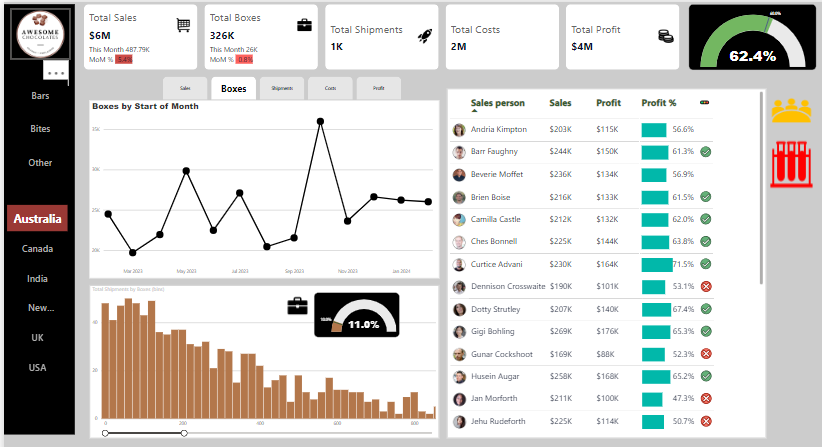 AWESOME
CHOCOLATES
...
Bars
Bites
Other
Australia
Canada
India
New...
UK
USA
Total Sales
$6M
This Month 487.79K
MoM % -5.4%
Total Boxes
326K
This Month 26K
MoM % -0.8%
Total Shipments
1K
Total Costs
2M
Total Profit
$4M
60.0%
62.4%
Sales Boxes Shipments Costs Profit
Boxes by Start of Month
35K
30K
25K
20K
Mar 2023 May 2023 Jul 2023 Sep 2023 Nov 2023 Jan 2024
Total Shipments by Boxes (bins)
40
20
0
0 200 400 600 800
10.0%
11.0%
Sales person Sales Profit Profit %
Andria Kimpton $203K $115K 56.6%
Barr Faughny $244K $150K 61.3%
Beverie Moffet $236K $134K 56.9%
Brien Boise $216K $133K 61.5%
Camilla Castle $212K $132K 62.0%
Ches Bonnell $225K $144K 63.8%
Curtice Advani $230K $164K 71.5%
Dennison Crosswaite $190K $101K 53.1%
Dotty Strutley $207K $140K 67.4%
Gigi Bohling $269K $176K 65.3%
Gunar Cockshoot $169K $88K 52.3%
Husein Augar $258K $168K 65.2%
Jan Morforth $211K $100K 47.3%
Jehu Rudeforth $225K $114K 50.7%